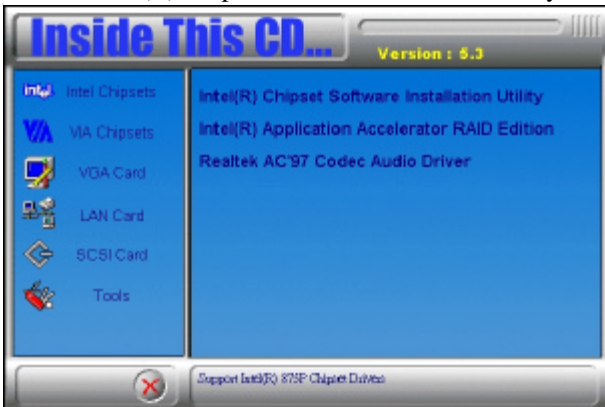 Inside This CD...
Version : 5.3
intel Intel Chipsets
VIA VIA Chipsets
VGA Card
LAN Card
SCSI Card
Tools
Intel(R) Chipset Software Installation Utility
Intel(R) Application Accelerator RAID Edition
Realtek AC'97 Codec Audio Driver
Support Intel(R) 875P Chipset Drivers